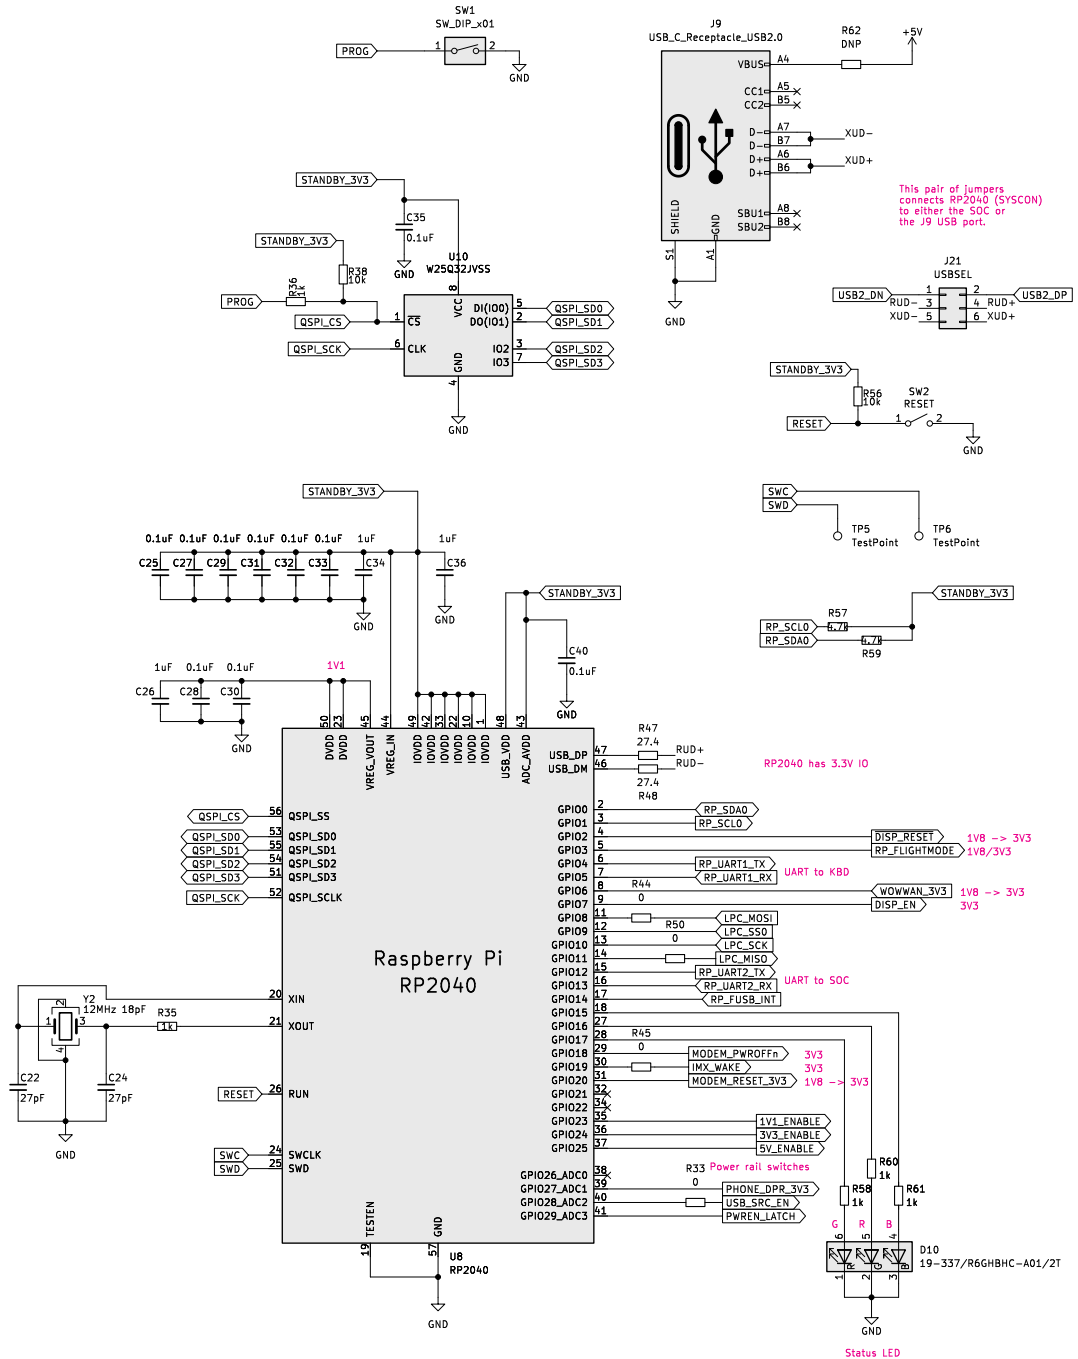 SW1
SW_DIP_x01
PROG
1
2
GND
J9
USB_C_Receptacle_USB2.0
VBUS
A4
R62
DNP
+5V
CC1
A5
CC2
B5
D-
A7
D-
B7
XUD-
D+
A6
D+
B6
XUD+
SBU1
A8
SBU2
B8
SHIELD
GND
S1
A1
GND
This pair of jumpers
connects RP2040 (SYSCON)
to either the SOC or
the J9 USB port.
J21
USBSEL
USB2_DN
1
2
USB2_DP
RUD-
3
4
RUD+
XUD-
5
6
XUD+
STANDBY_3V3
C35
0.1uF
GND
STANDBY_3V3
R38
10k
U10
W25Q32JVSS
PROG
R36
1k
8
VCC
QSPI_CS
1
CS
DI(IO0)
5
QSPI_SD0
DO(IO1)
2
QSPI_SD1
QSPI_SCK
6
CLK
IO2
3
QSPI_SD2
IO3
7
QSPI_SD3
GND
4
GND
STANDBY_3V3
R56
10k
SW2
RESET
RESET
1
2
GND
SWC
SWD
TP5
TestPoint
TP6
TestPoint
STANDBY_3V3
0.1uF
0.1uF
0.1uF
0.1uF
0.1uF
0.1uF
1uF
1uF
C25
C27
C29
C31
C32
C33
C34
C36
GND
GND
STANDBY_3V3
C40
0.1uF
GND
R57
RP_SCL0
4.7k
RP_SDA0
4.7k
R59
STANDBY_3V3
1uF
0.1uF
0.1uF
1V1
C26
C28
C30
GND
50
23
45
44
49
42
33
22
10
1
48
43
DVDD
DVDD
VREG_VOUT
VREG_IN
IOVDD
IOVDD
IOVDD
IOVDD
IOVDD
IOVDD
USB_VDD
ADC_AVDD
R47
27.4
USB_DP
47
RUD+
USB_DM
46
RUD-
27.4
R48
RP2040 has 3.3V IO
QSPI_CS
56
QSPI_SS
QSPI_SD0
53
QSPI_SD0
QSPI_SD1
55
QSPI_SD1
QSPI_SD2
54
QSPI_SD2
QSPI_SD3
51
QSPI_SD3
QSPI_SCK
52
QSPI_SCLK
GPIO0
2
RP_SDA0
GPIO1
3
RP_SCL0
GPIO2
4
DISP_RESET
1V8 -> 3V3
GPIO3
5
RP_FLIGHTMODE
1V8/3V3
GPIO4
6
RP_UART1_TX
UART to KBD
GPIO5
7
RP_UART1_RX
GPIO6
8
WOWWAN_3V3
1V8 -> 3V3
GPIO7
9
DISP_EN
3V3
R44
0
GPIO8
11
LPC_MOSI
GPIO9
12
LPC_SS0
R50
0
GPIO10
13
LPC_SCK
GPIO11
14
LPC_MISO
GPIO12
15
RP_UART2_TX
UART to SOC
GPIO13
16
RP_UART2_RX
GPIO14
17
RP_FUSB_INT
GPIO15
18
GPIO16
27
GPIO17
28
R45
0
GPIO18
29
MODEM_PWROFFn
3V3
GPIO19
30
IMX_WAKE
3V3
GPIO20
31
MODEM_RESET_3V3
1V8 -> 3V3
GPIO21
32
GPIO22
34
GPIO23
35
1V1_ENABLE
GPIO24
36
3V3_ENABLE
GPIO25
37
5V_ENABLE
Power rail switches
GPIO26_ADC0
38
R33
0
GPIO27_ADC1
39
PHONE_DPR_3V3
GPIO28_ADC2
40
USB_SRC_EN
GPIO29_ADC3
41
PWREN_LATCH
Raspberry Pi
RP2040
20
XIN
Y2
12MHz 18pF
2
1
3
4
R35
1k
21
XOUT
C22
27pF
C24
27pF
GND
RESET
26
RUN
SWC
24
SWCLK
SWD
25
SWD
TESTEN
GND
19
57
U8
RP2040
GND
R58
1k
R60
1k
R61
1k
G
R
B
6
5
4
R
G
B
D10
19-337/R6GHBHC-A01/2T
1
2
3
GND
Status LED